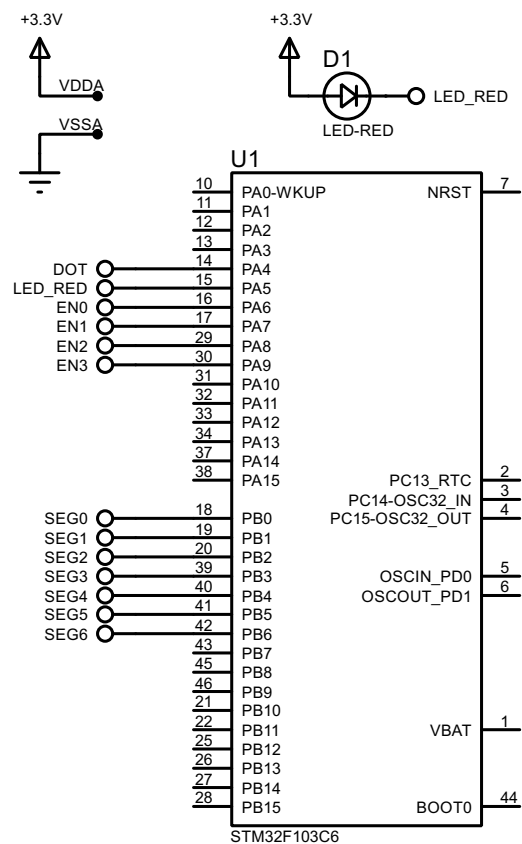 +3.3V
VDDA
VSSA
+3.3V
D1
LED_RED
LED-RED
U1
10 PA0-WKUP NRST 7
11 PA1
12 PA2
13 PA3
DOT 14 PA4
LED_RED 15 PA5
EN0 16 PA6
EN1 17 PA7
EN2 29 PA8
EN3 30 PA9
31 PA10
32 PA11
33 PA12
34 PA13
37 PA14
38 PA15 PC13_RTC 2
PC14-OSC32_IN 3
SEG0 18 PB0 PC15-OSC32_OUT 4
SEG1 19 PB1
SEG2 20 PB2
SEG3 39 PB3 OSCIN_PD0 5
SEG4 40 PB4 OSCOUT_PD1 6
SEG5 41 PB5
SEG6 42 PB6
43 PB7
45 PB8
46 PB9
21 PB10
22 PB11 VBAT 1
25 PB12
26 PB13
27 PB14
28 PB15 BOOT0 44
STM32F103C6